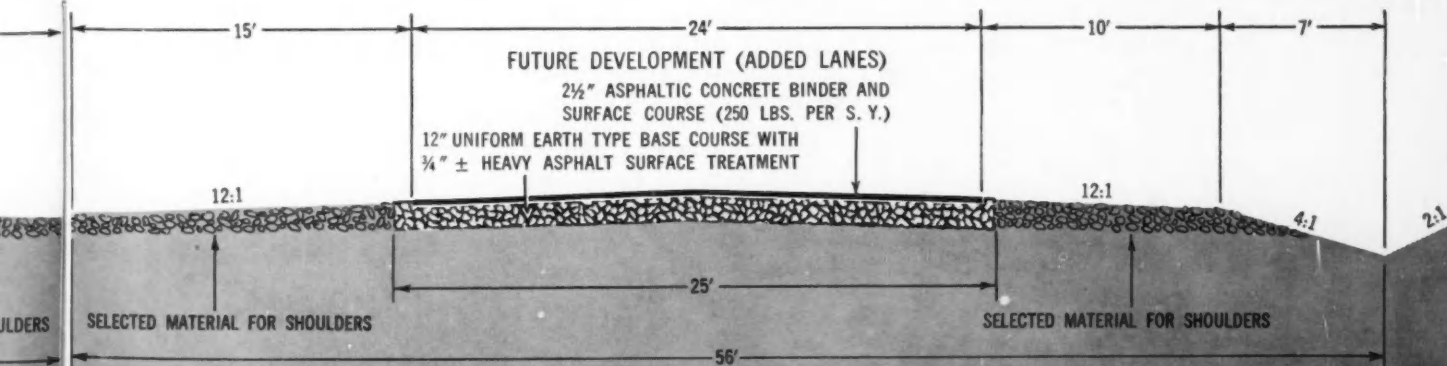 15'
24'
10'
7'
FUTURE DEVELOPMENT (ADDED LANES)
2½" ASPHALTIC CONCRETE BINDER AND
SURFACE COURSE (250 LBS. PER S. Y.)
12" UNIFORM EARTH TYPE BASE COURSE WITH
¾" ± HEAVY ASPHALT SURFACE TREATMENT
12:1
12:1
4:1
2:1
25'
ULDERS
SELECTED MATERIAL FOR SHOULDERS
SELECTED MATERIAL FOR SHOULDERS
56'